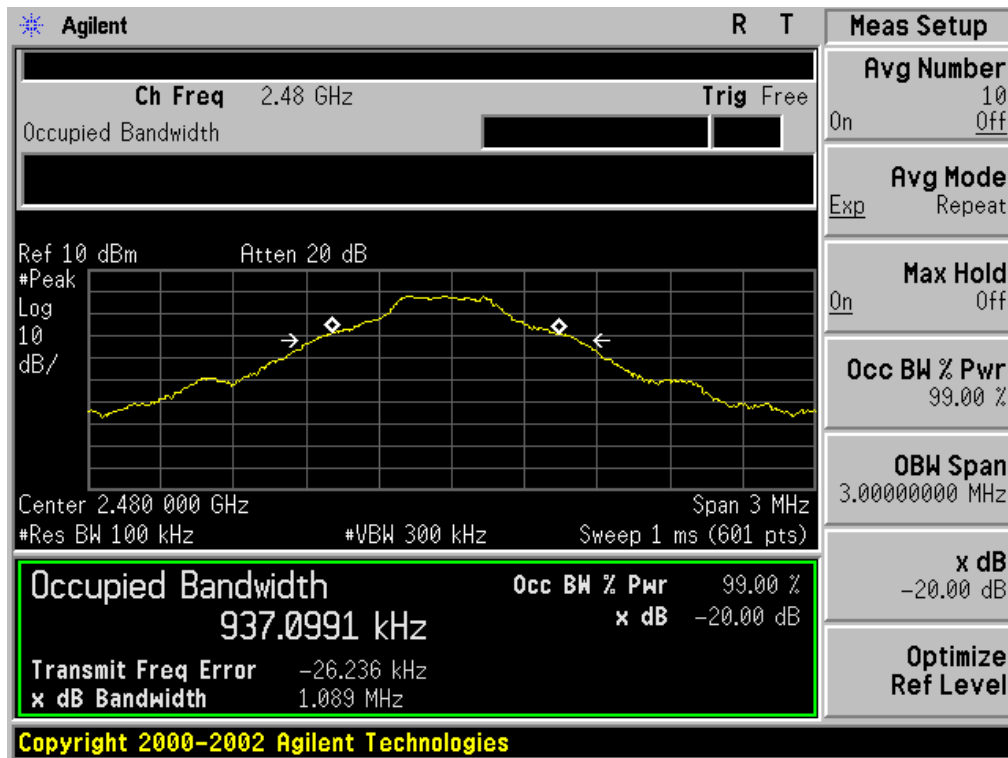 Agilent R T
Ch Freq 2.48 GHz Trig Free
Occupied Bandwidth
Ref 10 dBm Atten 20 dB
#Peak
Log
10
dB/
Center 2.480 000 GHz Span 3 MHz
#Res BW 100 kHz #VBW 300 kHz Sweep 1 ms (601 pts)
Occupied Bandwidth Occ BW % Pwr 99.00 %
937.0991 kHz x dB -20.00 dB
Transmit Freq Error -26.236 kHz
x dB Bandwidth 1.089 MHz
Copyright 2000-2002 Agilent Technologies
Meas Setup
Avg Number
10
On Off
Avg Mode
Exp Repeat
Max Hold
On Off
Occ BW % Pwr
99.00 %
OBW Span
3.00000000 MHz
x dB
-20.00 dB
Optimize
Ref Level